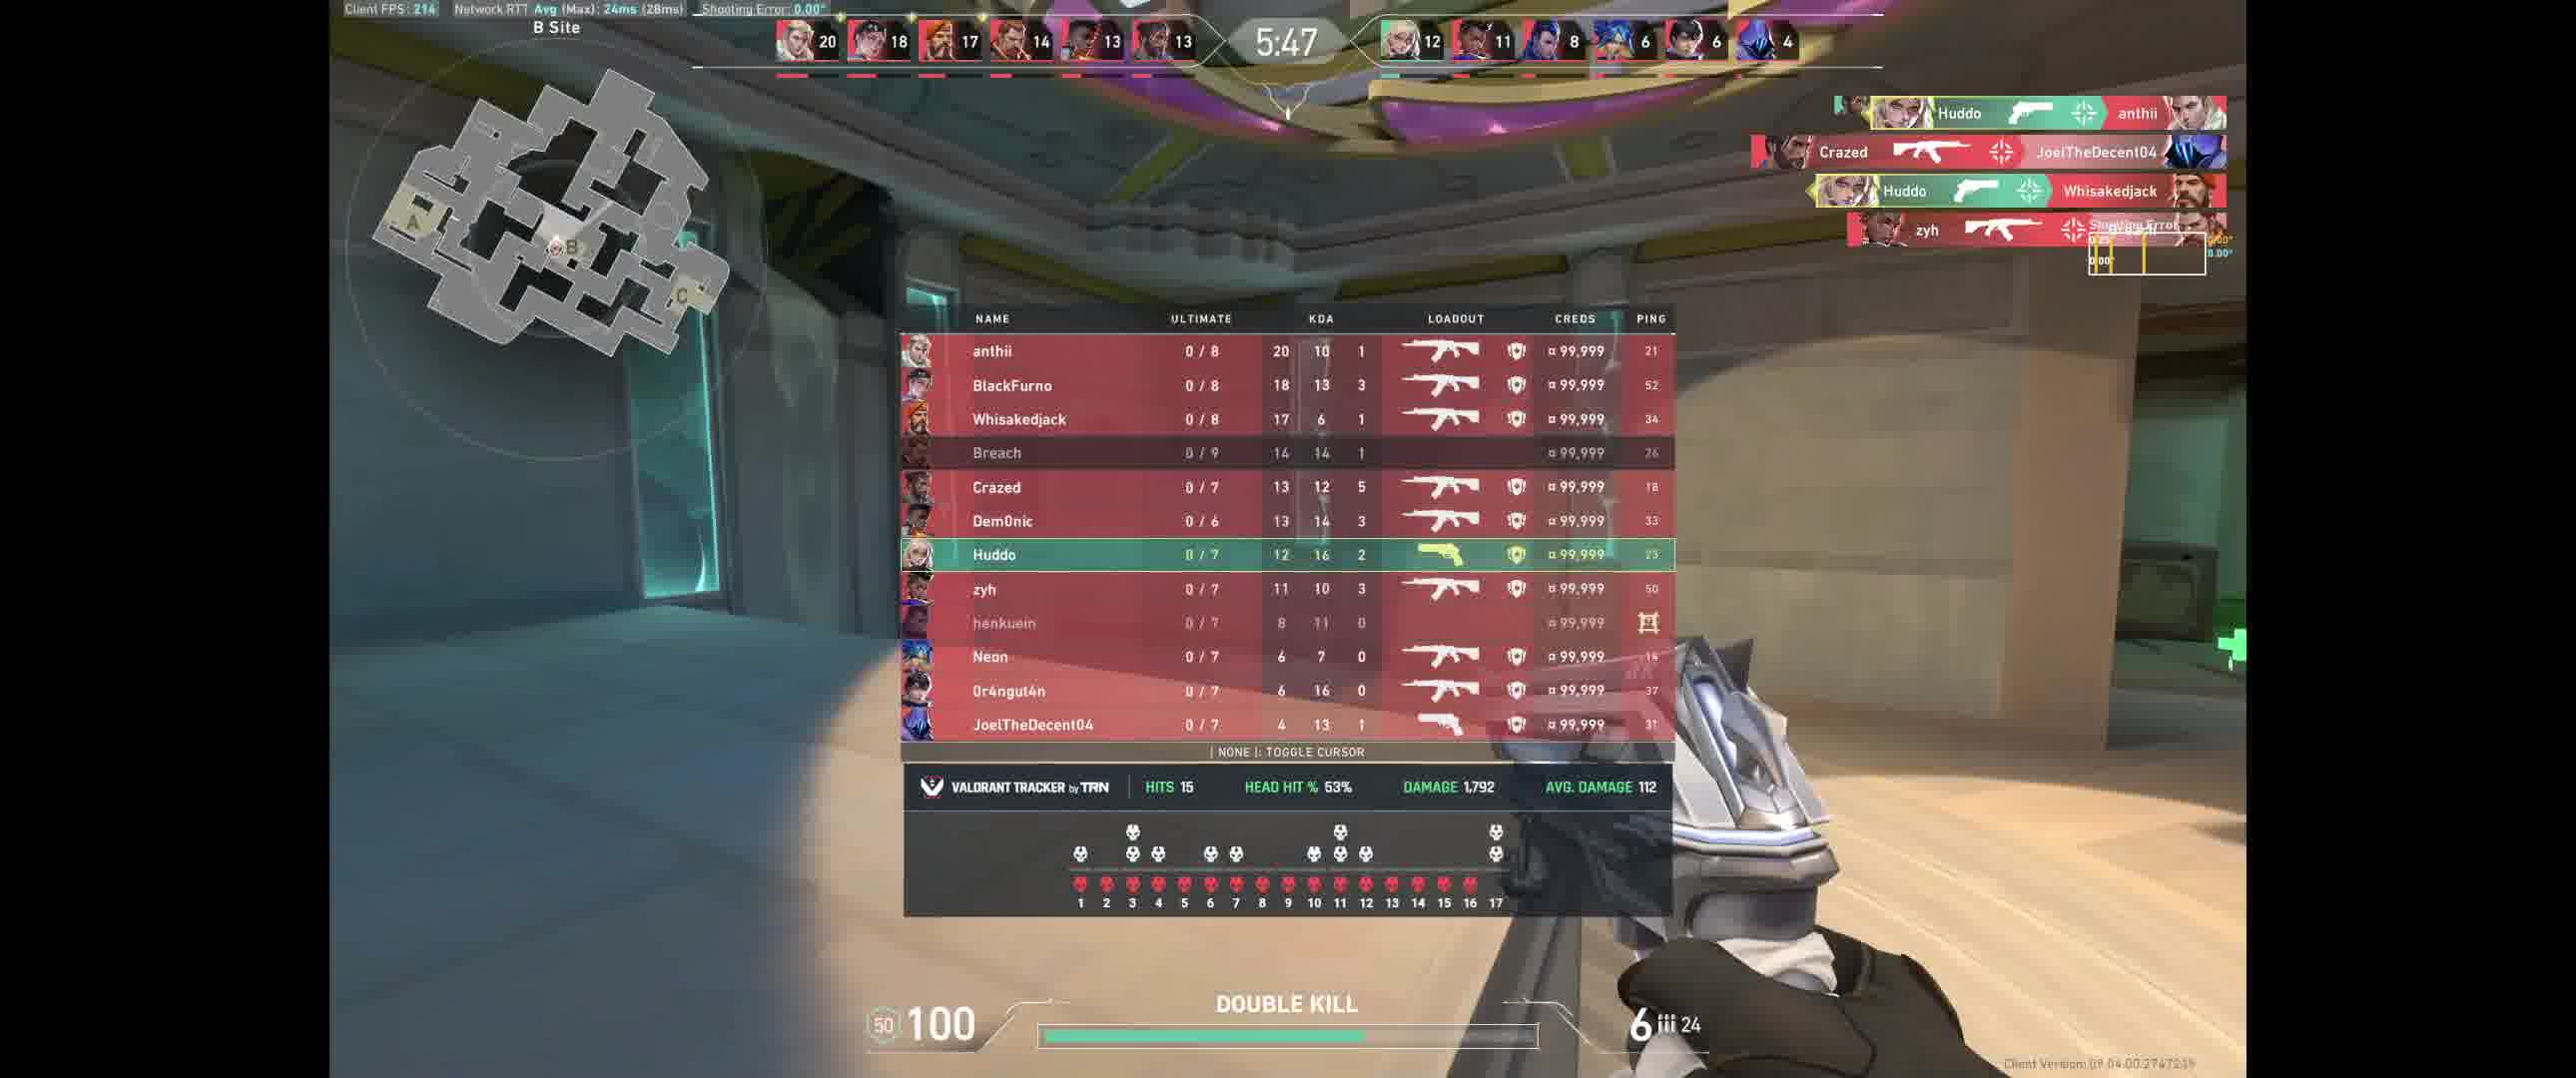 Client FPS: 214 Network RTT Avg (Max): 24ms (28ms) Shooting Error: 0.00°
B Site
20 18 17 14 13 13 5:47 12 11 8 6 6 4
A
B
C
Huddo anthii
Crazed JoelTheDecent04
Huddo Whisakedjack
zyh
Shooting Error
0.00°
0.00°
NAME ULTIMATE KDA LOADOUT CREDS PING
anthii 0 / 8 20 10 1 ¤ 99,999 21
BlackFurno 0 / 8 18 13 3 ¤ 99,999 52
Whisakedjack 0 / 8 17 6 1 ¤ 99,999 34
Breach 0 / 9 14 14 1 ¤ 99,999 26
Crazed 0 / 7 13 12 5 ¤ 99,999 18
Dem0nic 0 / 6 13 14 3 ¤ 99,999 33
Huddo 0 / 7 12 16 2 ¤ 99,999 23
zyh 0 / 7 11 10 3 ¤ 99,999 50
henkuein 0 / 7 8 11 0 ¤ 99,999
Neon 0 / 7 6 7 0 ¤ 99,999 14
0r4ngut4n 0 / 7 6 16 0 ¤ 99,999 37
JoelTheDecent04 0 / 7 4 13 1 ¤ 99,999 31
[ NONE ]: TOGGLE CURSOR
VALORANT TRACKER by TRN HITS 15 HEAD HIT % 53% DAMAGE 1,792 AVG. DAMAGE 112
1 2 3 4 5 6 7 8 9 10 11 12 13 14 15 16 17
DOUBLE KILL
50 100
6 24